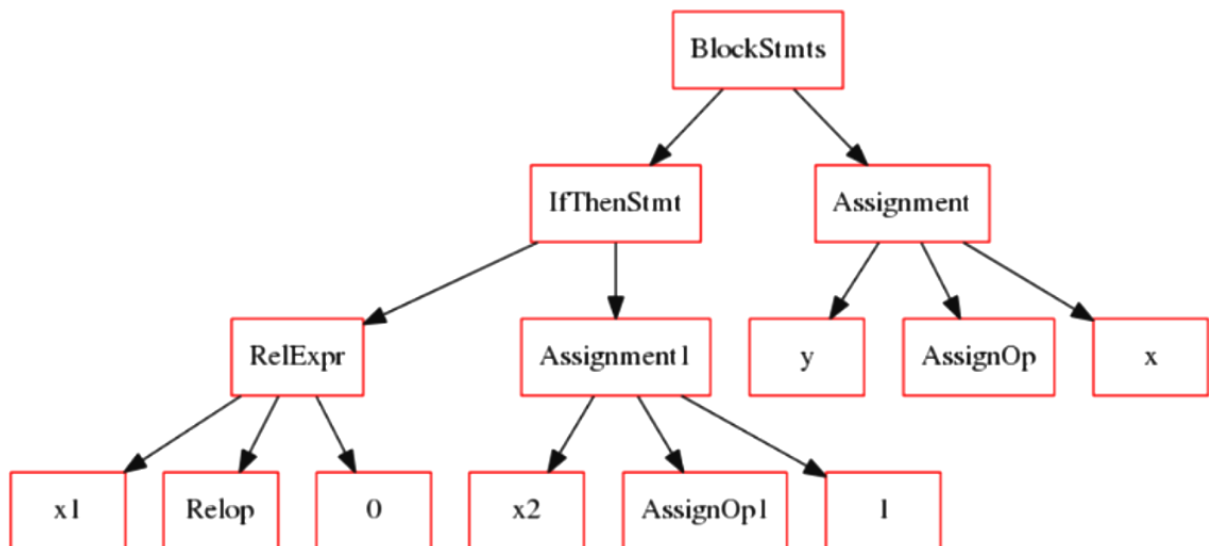 BlockStmts
IfThenStmt
Assignment
RelExpr
Assignment1
y
AssignOp
x
x1
Relop
0
x2
AssignOp1
1